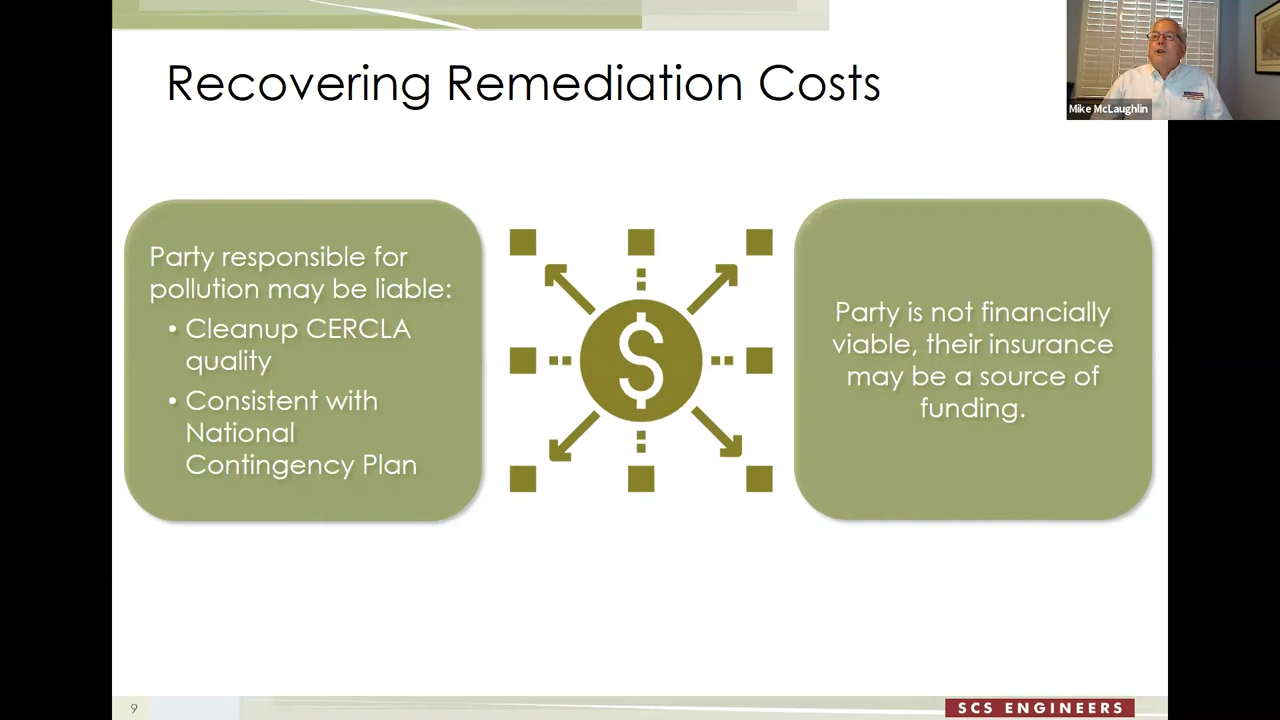 Recovering Remediation Costs
Mike McLaughlin
Party responsible for
pollution may be liable:
• Cleanup CERCLA
quality
• Consistent with
National
Contingency Plan
$
Party is not financially
viable, their insurance
may be a source of
funding.
9
SCS ENGINEERS